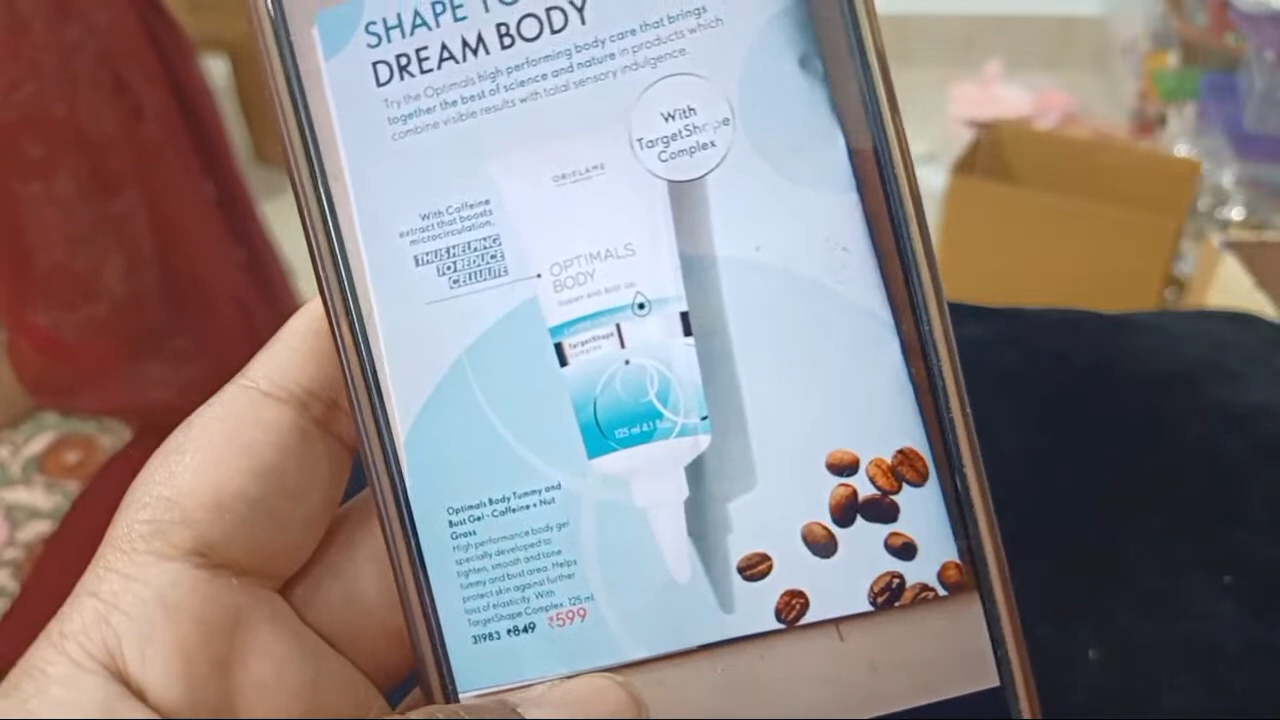 SHAPE TO
DREAM BODY
Try the Optimals high performing body care that brings
together the best of science and nature in products which
combine visible results with total sensory indulgence.
With
TargetShape
Complex
ORIFLAME
With Caffeine
extract that boosts
microcirculation.
THUS HELPING
TO REDUCE
CELLULITE
OPTIMALS
BODY
TUMMY AND BUST GEL
TargetShape
Complex
125 ml 4.1 fl.oz.
Optimals Body Tummy and
Bust Gel - Caffeine + Nut
Grass
High performance body gel
specially developed to
tighten, smooth and tone
tummy and bust area. Helps
protect skin against further
loss of elasticity. With
TargetShape Complex. 125 ml.
31983 ₹849 ₹599